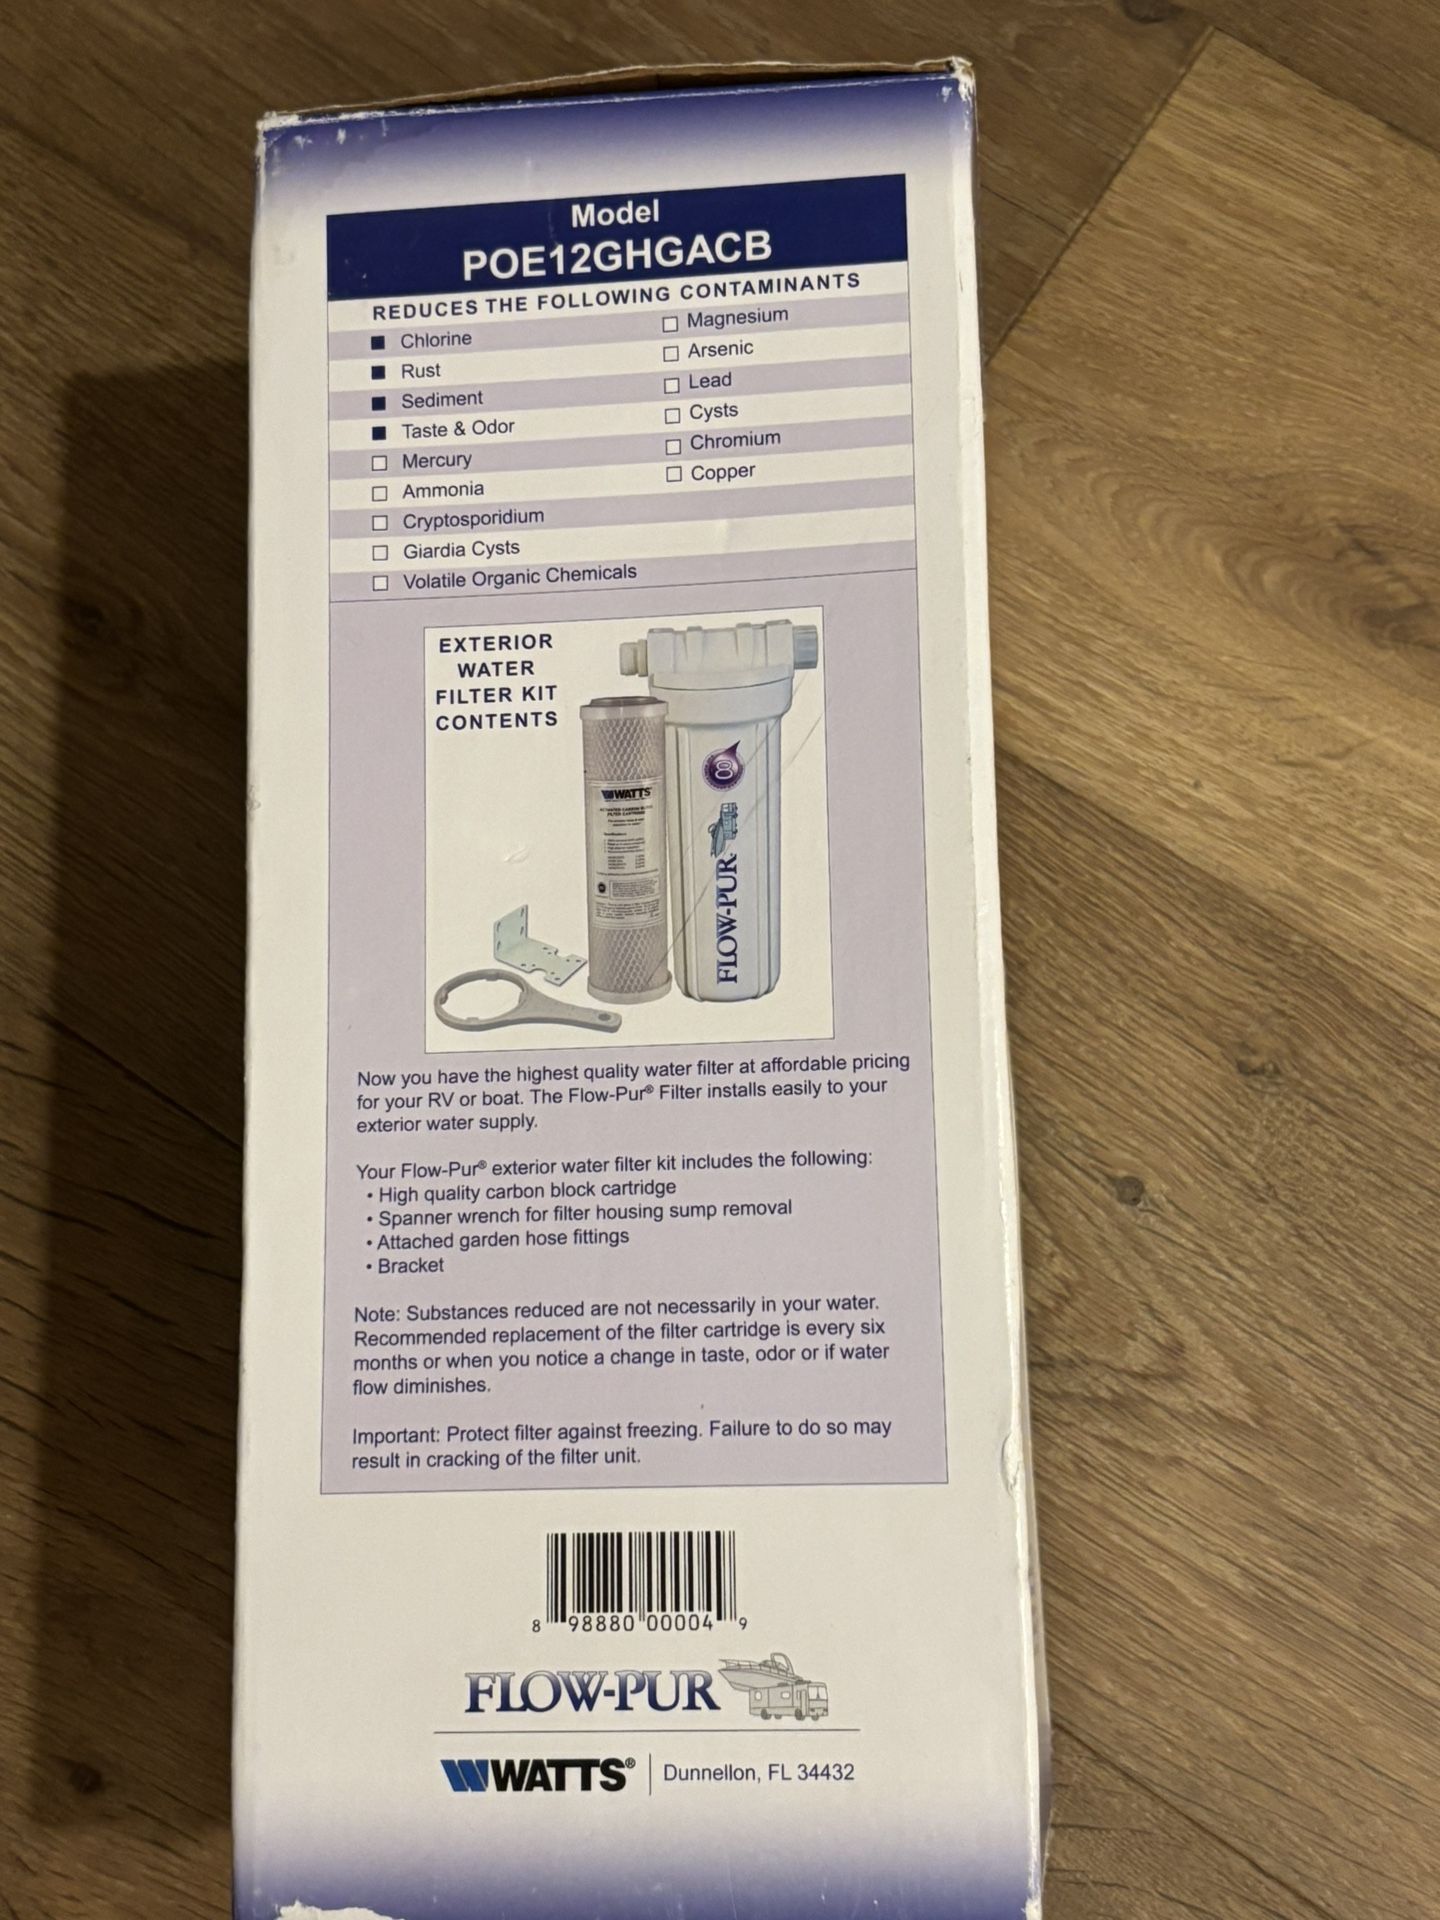 Model
POE12GHGACB
REDUCES THE FOLLOWING CONTAMINANTS
Chlorine
Rust
Sediment
Taste & Odor
Mercury
Ammonia
Cryptosporidium
Giardia Cysts
Volatile Organic Chemicals
Magnesium
Arsenic
Lead
Cysts
Chromium
Copper
EXTERIOR
WATER
FILTER KIT
CONTENTS
WATTS
FLOW-PUR
8
Now you have the highest quality water filter at affordable pricing
for your RV or boat. The Flow-Pur® Filter installs easily to your
exterior water supply.
Your Flow-Pur® exterior water filter kit includes the following:
• High quality carbon block cartridge
• Spanner wrench for filter housing sump removal
• Attached garden hose fittings
• Bracket
Note: Substances reduced are not necessarily in your water.
Recommended replacement of the filter cartridge is every six
months or when you notice a change in taste, odor or if water
flow diminishes.
Important: Protect filter against freezing. Failure to do so may
result in cracking of the filter unit.
8 98880 00004 9
FLOW-PUR
WATTS® Dunnellon, FL 34432